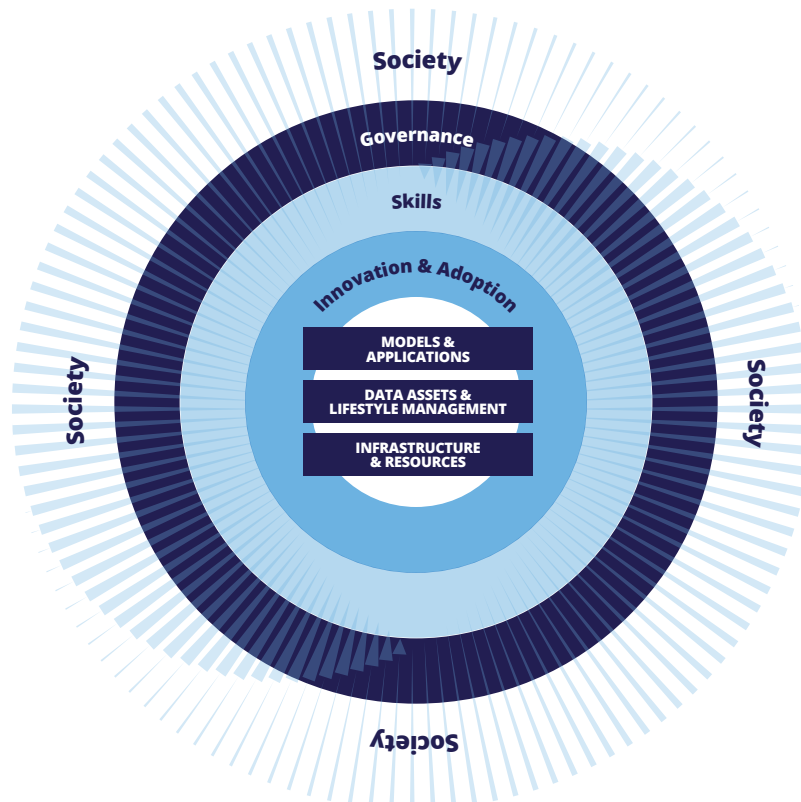 Society
Governance
Skills
Innovation & Adoption
MODELS &
APPLICATIONS
DATA ASSETS &
LIFESTYLE MANAGEMENT
INFRASTRUCTURE
& RESOURCES
Society
Society
Society